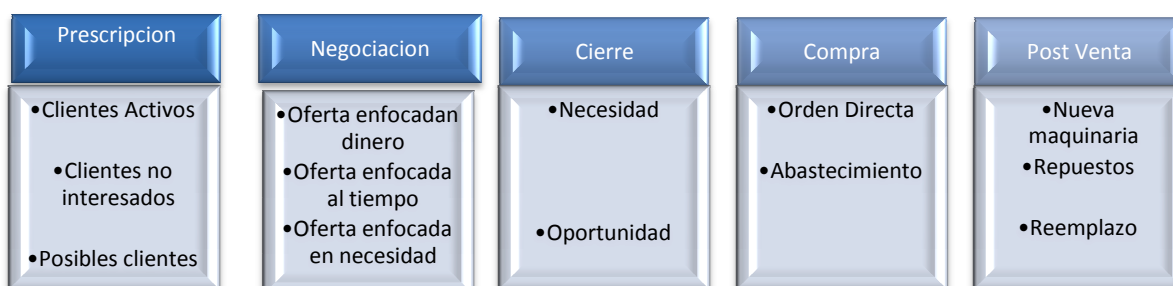 Prescripcion
•Clientes Activos
•Clientes no
interesados
•Posibles clientes
Negociacion
•Oferta enfocadan
dinero
•Oferta enfocada
al tiempo
•Oferta enfocada
en necesidad
Cierre
•Necesidad
•Oportunidad
Compra
•Orden Directa
•Abastecimiento
Post Venta
•Nueva
maquinaria
•Repuestos
•Reemplazo